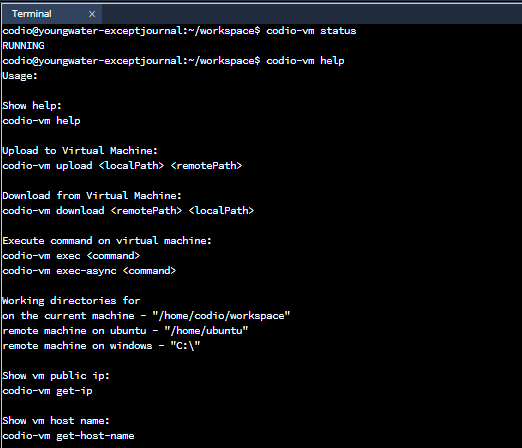 Terminal ×
codio@youngwater-exceptjournal:~/workspace$ codio-vm status
RUNNING
codio@youngwater-exceptjournal:~/workspace$ codio-vm help
Usage:
Show help:
codio-vm help
Upload to Virtual Machine:
codio-vm upload <localPath> <remotePath>
Download from Virtual Machine:
codio-vm download <remotePath> <localPath>
Execute command on virtual machine:
codio-vm exec <command>
codio-vm exec-async <command>
Working directories for
on the current machine - "/home/codio/workspace"
remote machine on ubuntu - "/home/ubuntu"
remote machine on windows - "C:\"
Show vm public ip:
codio-vm get-ip
Show vm host name:
codio-vm get-host-name